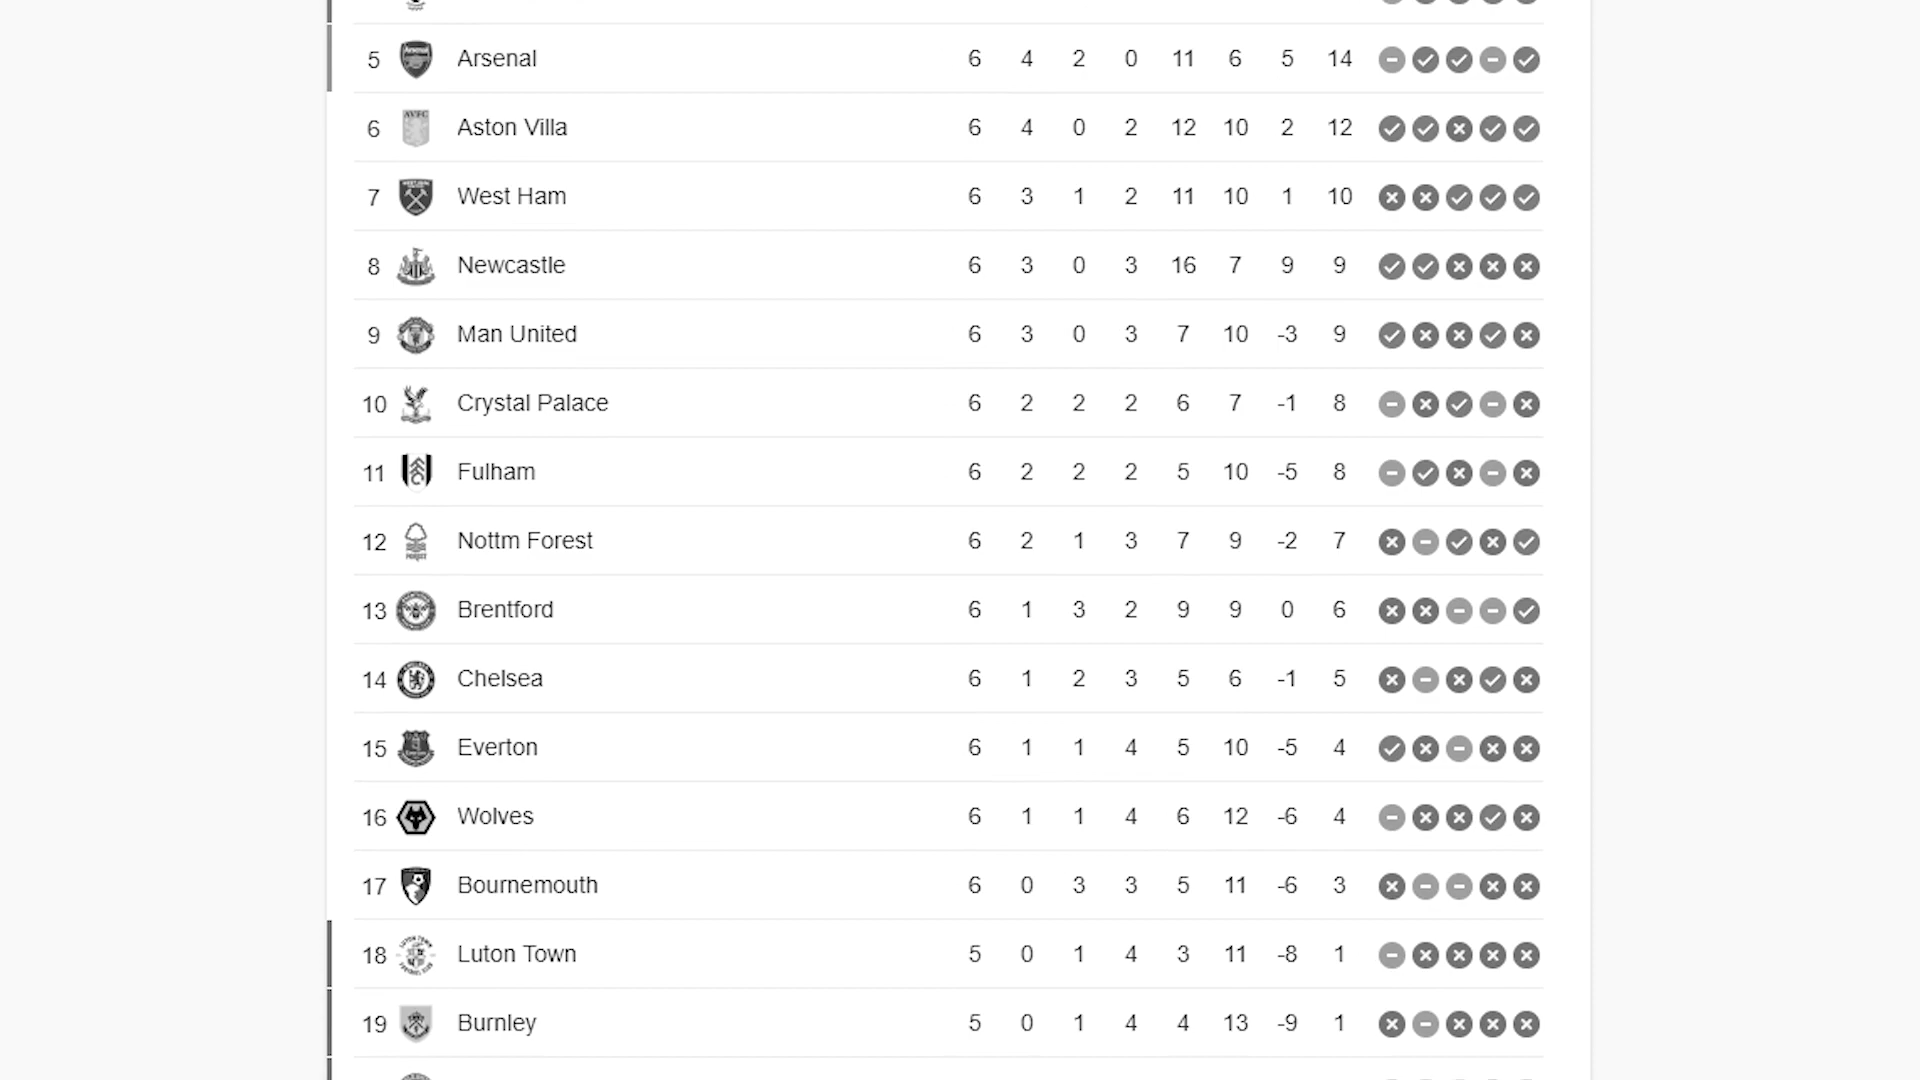 5 Arsenal 6 4 2 0 11 6 5 14
6 AVFC Aston Villa 6 4 0 2 12 10 2 12
7 West Ham 6 3 1 2 11 10 1 10
8 Newcastle 6 3 0 3 16 7 9 9
9 Man United 6 3 0 3 7 10 -3 9
10 Crystal Palace 6 2 2 2 6 7 -1 8
11 Fulham 6 2 2 2 5 10 -5 8
12 Nottm Forest 6 2 1 3 7 9 -2 7
13 Brentford 6 1 3 2 9 9 0 6
14 Chelsea 6 1 2 3 5 6 -1 5
15 Everton 6 1 1 4 5 10 -5 4
16 Wolves 6 1 1 4 6 12 -6 4
17 Bournemouth 6 0 3 3 5 11 -6 3
18 Luton Town 5 0 1 4 3 11 -8 1
19 Burnley 5 0 1 4 4 13 -9 1